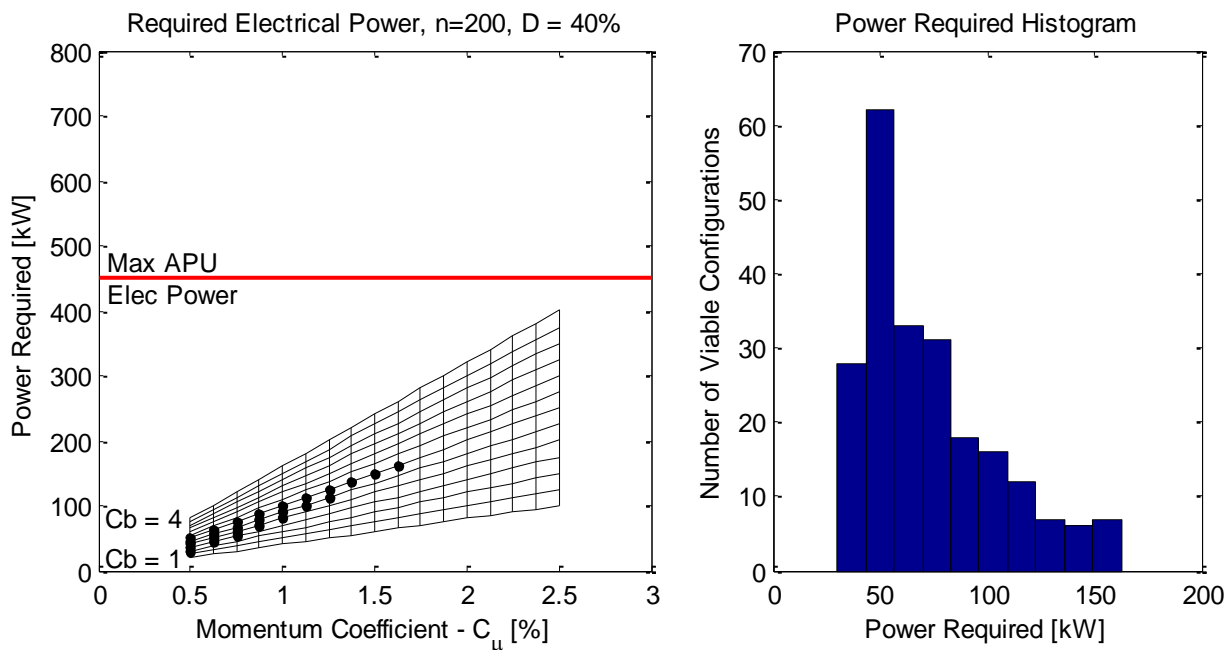 Required Electrical Power, n=200, D = 40%
800
700
600
500
400
300
200
100
0
Power Required [kW]
Max APU
Elec Power
Cb = 4
Cb = 1
0 0.5 1 1.5 2 2.5 3
Momentum Coefficient - Cμ [%]
Power Required Histogram
70
60
50
40
30
20
10
0
Number of Viable Configurations
0 50 100 150 200
Power Required [kW]